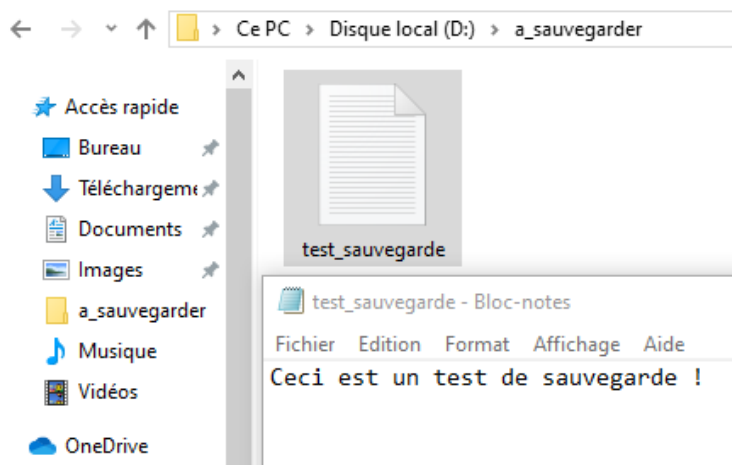 Ce PC > Disque local (D:) > a_sauvegarder
Accès rapide
Bureau
Téléchargeme
Documents
Images
a_sauvegarder
Musique
Vidéos
OneDrive
test_sauvegarde
test_sauvegarde - Bloc-notes
Fichier Edition Format Affichage Aide
Ceci est un test de sauvegarde !